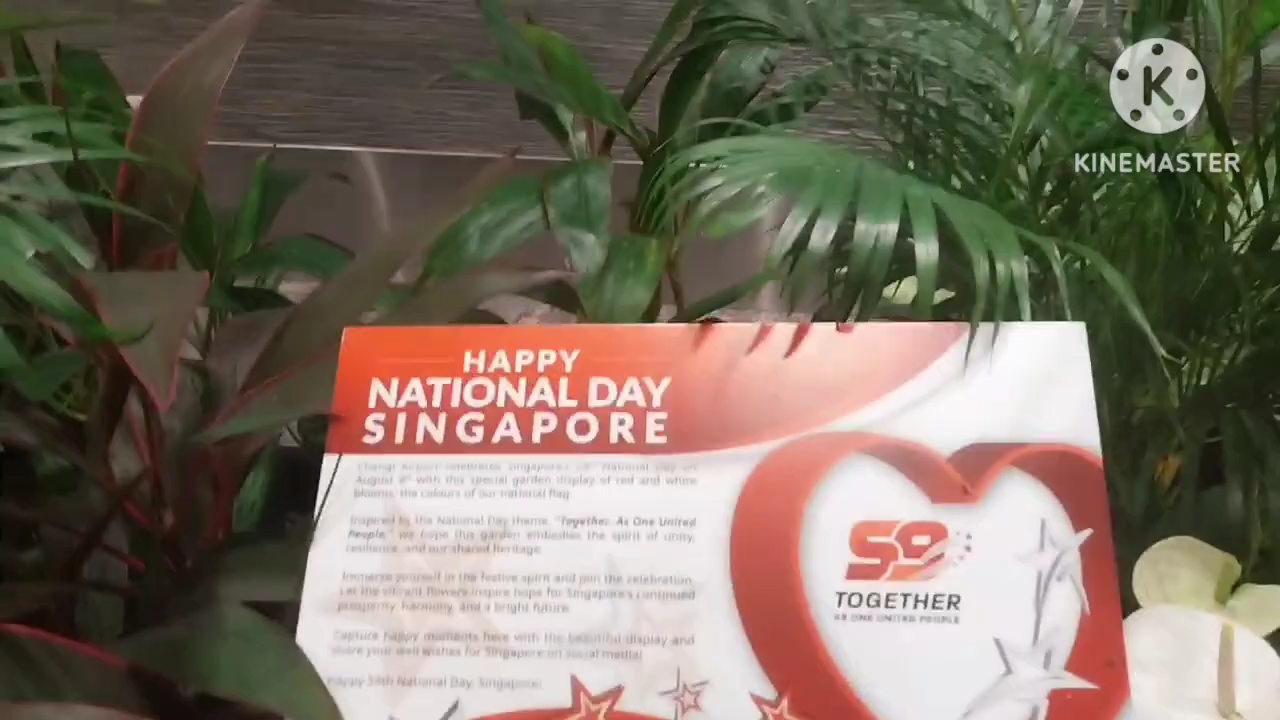 K
KINEMASTER
HAPPY
NATIONAL DAY
SINGAPORE
Changi Airport celebrates Singapore's 59th National Day on
August 9th with this special garden display of red and white
blooms, the colours of our national flag.
Inspired by the National Day theme, "Together, As One United
People," we hope this garden embodies the spirit of unity,
resilience, and our shared heritage.
Immerse yourself in the festive spirit and join the celebration.
Let the vibrant flowers inspire hope for Singapore's continued
prosperity, harmony, and a bright future.
Capture happy moments here with the beautiful display and
share your well wishes for Singapore on social media!
Happy 59th National Day, Singapore!
59
TOGETHER
AS ONE UNITED PEOPLE